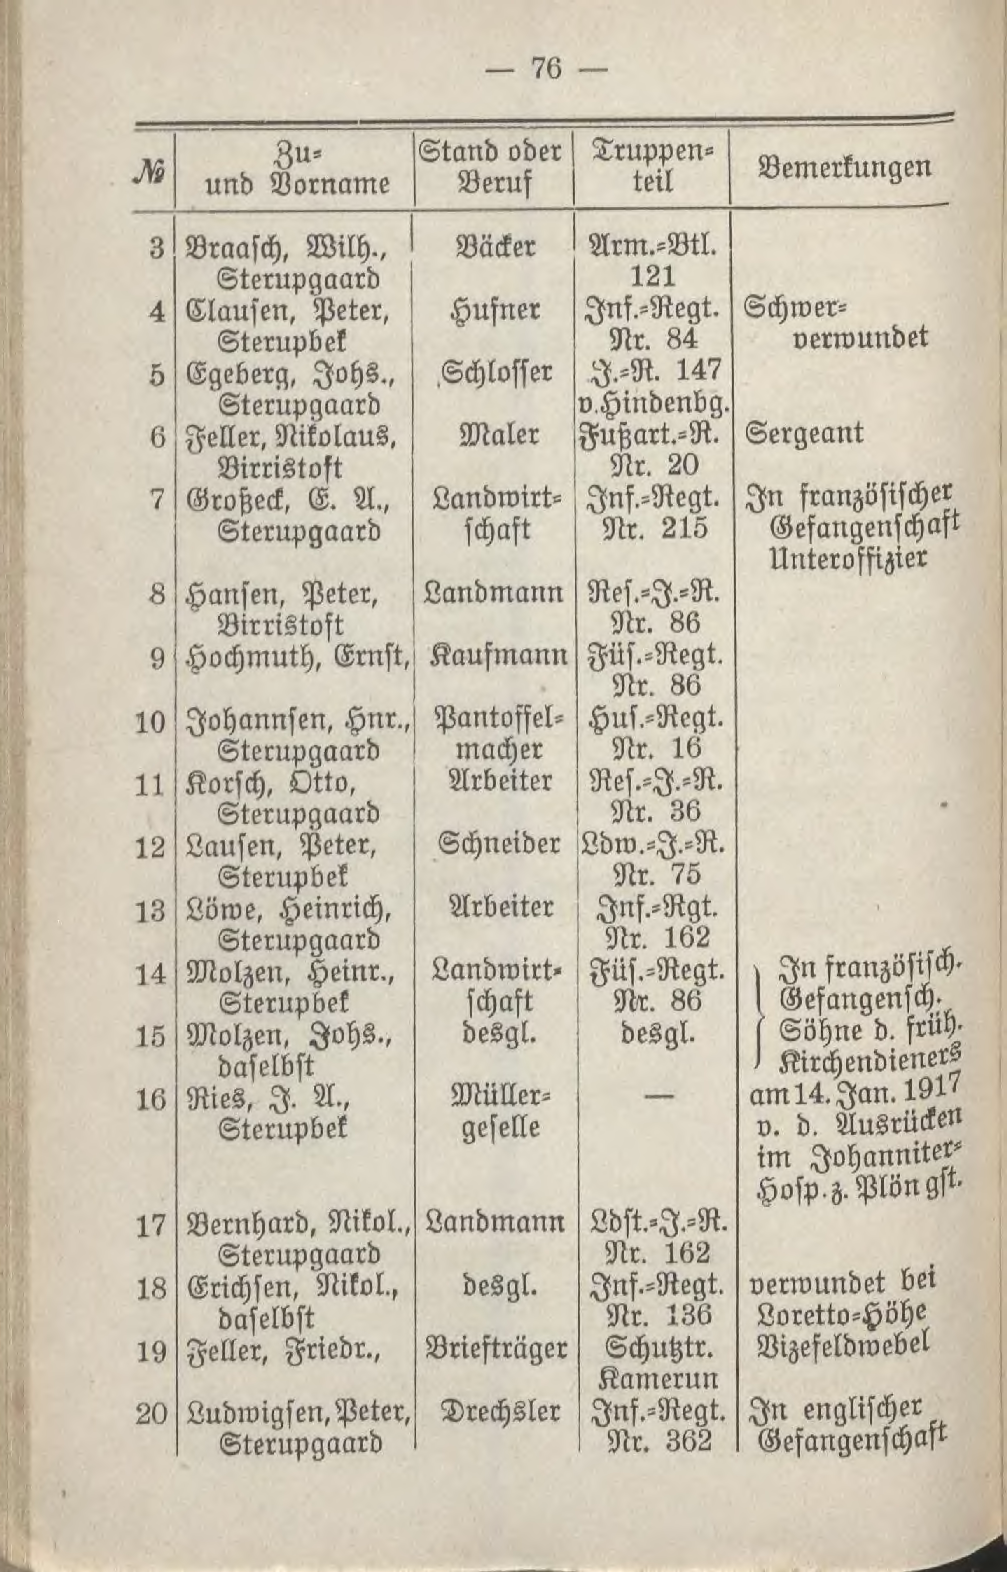 — 76 —
№ Zu= und Vorname Stand oder Beruf Truppen= teil Bemerkungen
3 Braasch, Wilh., Bäcker Arm.=Btl.
Sterupgaard 121
4 Clausen, Peter, Hufner Inf.=Regt. Schwer=
Sterupbek Nr. 84 verwundet
5 Egeberg, Johs., Schlosser J.=R. 147
Sterupgaard v. Hindenbg.
6 Feller, Nikolaus, Maler Fußart.=R. Sergeant
Birristoft Nr. 20
7 Großeck, E. A., Landwirt= Inf.=Regt. In französischer
Sterupgaard schaft Nr. 215 Gefangenschaft
Unteroffizier
8 Hansen, Peter, Landmann Res.=J.=R.
Birristoft Nr. 86
9 Hochmuth, Ernst, Kaufmann Füs.=Regt.
Nr. 86
10 Johannsen, Hnr., Pantoffel= Hus.=Regt.
Sterupgaard macher Nr. 16
11 Korsch, Otto, Arbeiter Res.=J.=R.
Sterupgaard Nr. 36
12 Lausen, Peter, Schneider Ldw.=J.=R.
Sterupbek Nr. 75
13 Löwe, Heinrich, Arbeiter Inf.=Rgt.
Sterupgaard Nr. 162
14 Molzen, Heinr., Landwirt= Füs.=Regt. In französisch.
Sterupbek schaft Nr. 86 Gefangensch.
15 Molzen, Johs., desgl. desgl. Söhne d. früh.
daselbst Kirchendieners
16 Ries, J. A., Müller= — am 14. Jan. 1917
Sterupbek geselle v. d. Ausrücken
im Johanniter=
Hosp. z. Plön gst.
17 Bernhard, Nikol., Landmann Ldst.=J.=R.
Sterupgaard Nr. 162
18 Erichsen, Nikol., desgl. Inf.=Regt. verwundet bei
daselbst Nr. 136 Loretto=Höhe
19 Feller, Friedr., Briefträger Schutztr. Vizefeldwebel
Kamerun
20 Ludwigsen, Peter, Drechsler Inf.=Regt. In englischer
Sterupgaard Nr. 362 Gefangenschaft